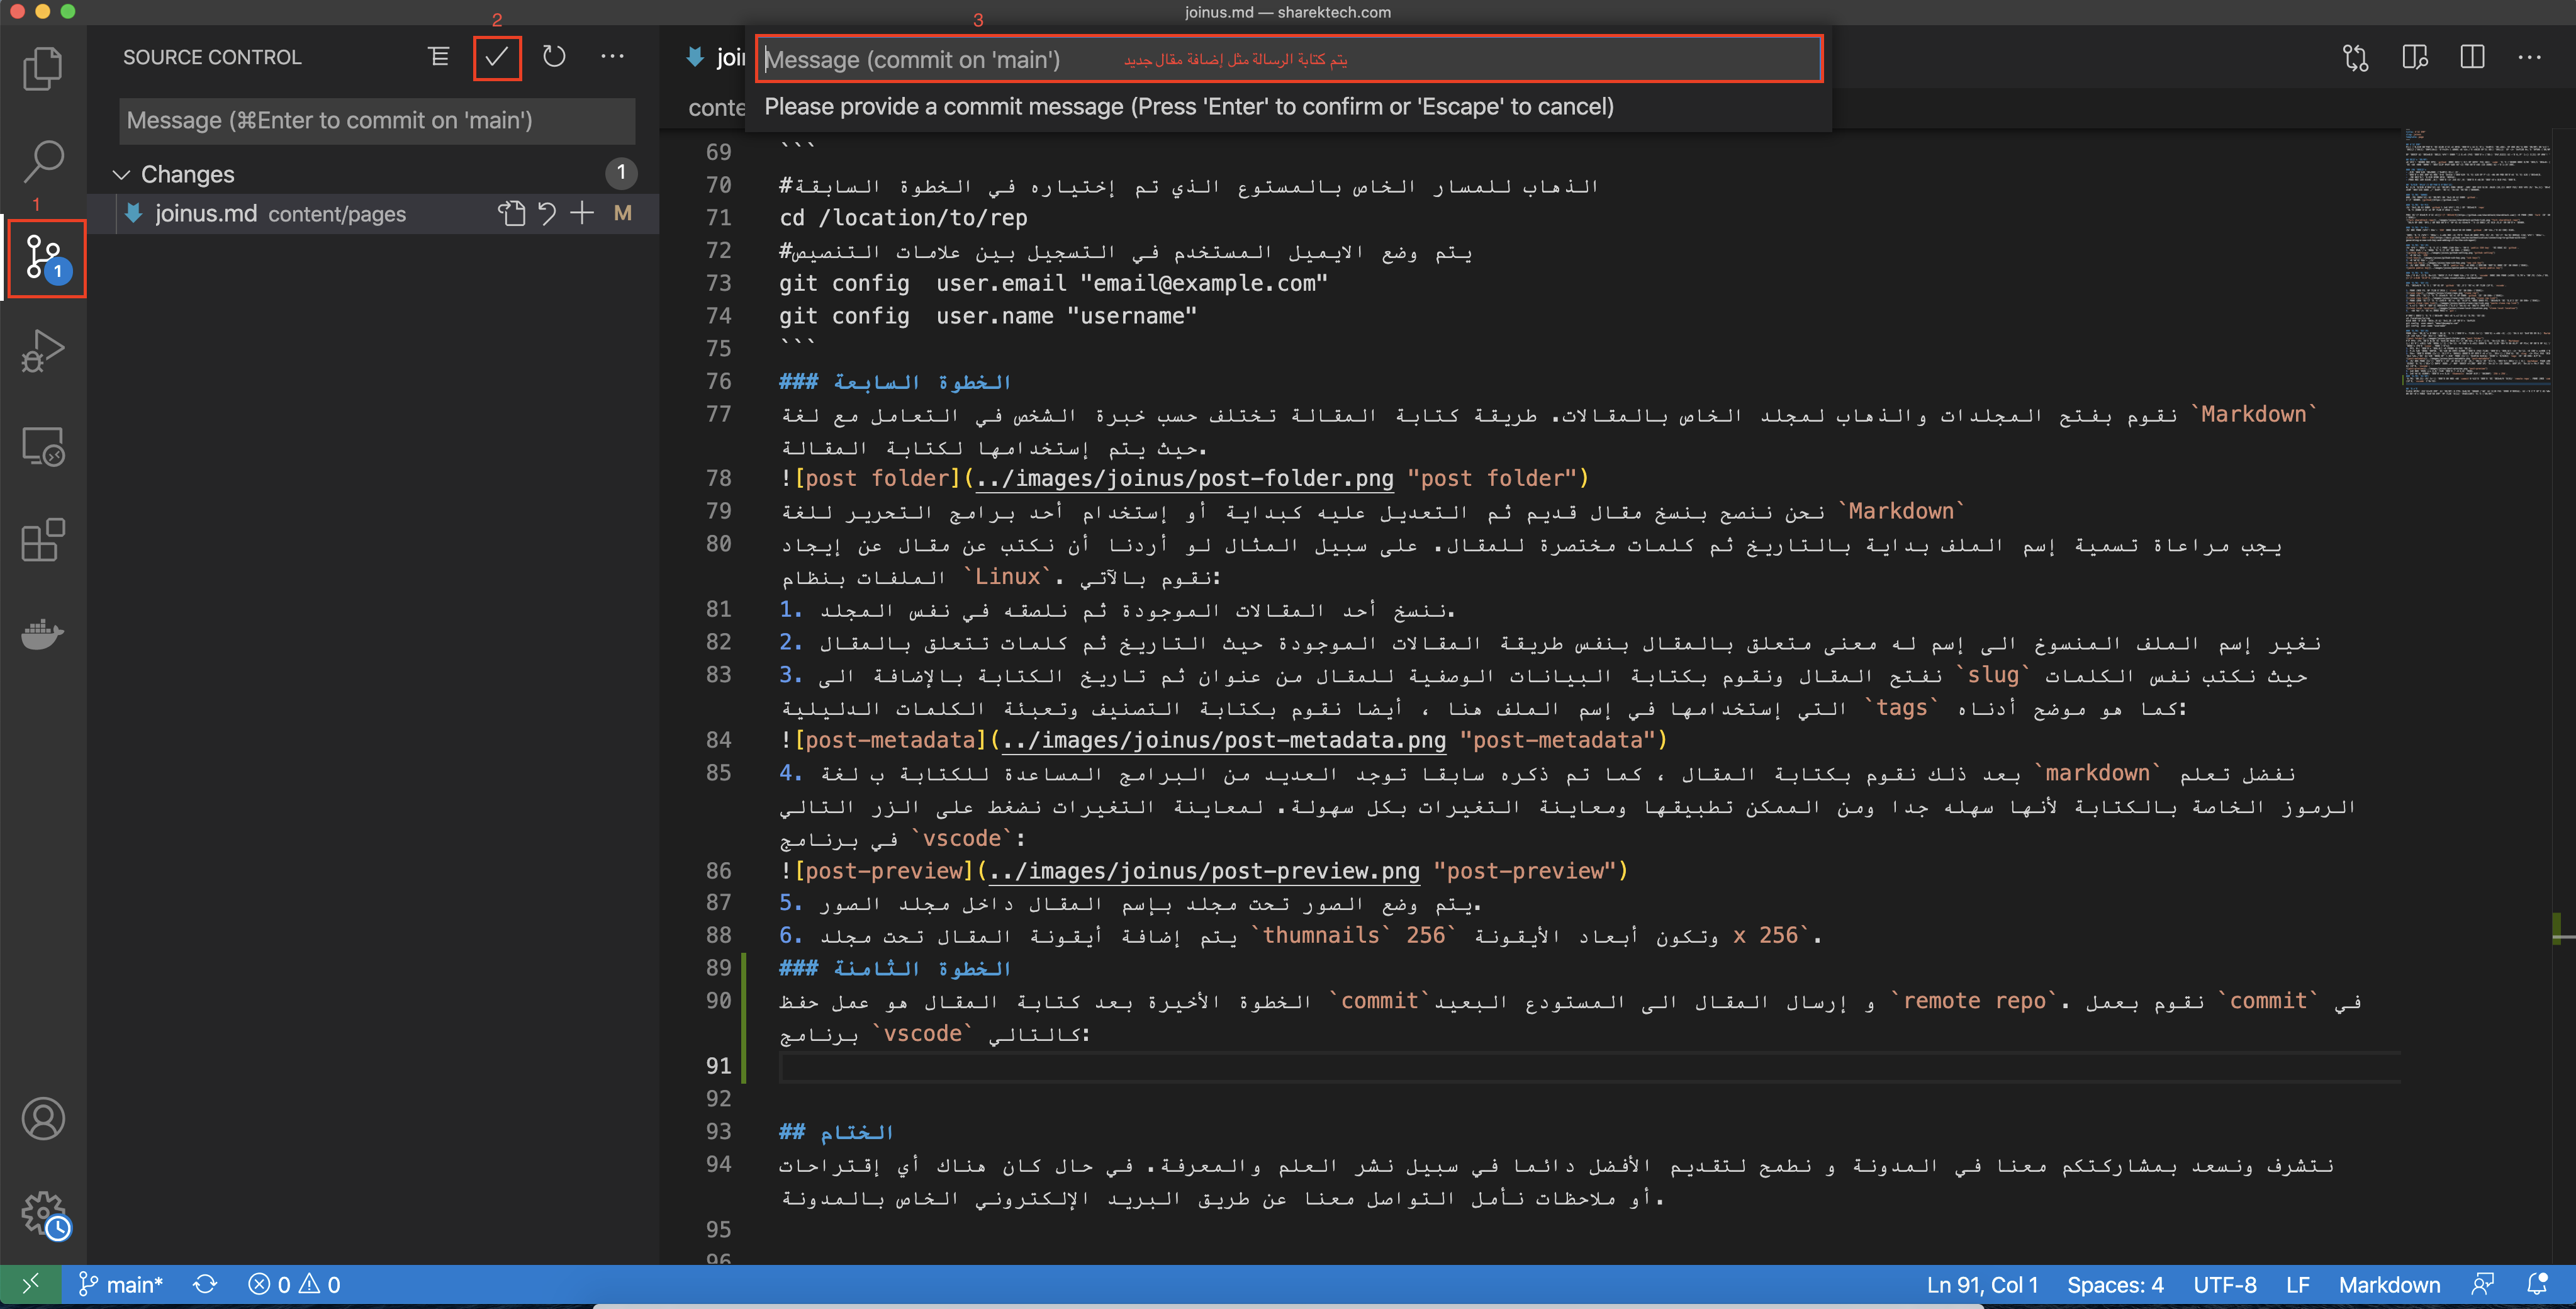 joinus.md — sharektech.com
2
3
SOURCE CONTROL
joi
Message (commit on 'main')
يتم كتابة الرسالة مثل إضافة مقال جديد
Please provide a commit message (Press 'Enter' to confirm or 'Escape' to cancel)
conte
Message (⌘Enter to commit on 'main')
Changes
1
joinus.md content/pages
M
1
1
69 ```
70 #الذهاب للمسار الخاص بالمستوع الذي تم إختياره في الخطوة السابقة
71 cd /location/to/rep
72 #يتم وضع الايميل المستخدم في التسجيل بين علامات التنصيص
73 git config  user.email "email@example.com"
74 git config  user.name "username"
75 ```
76 ### الخطوة السابعة
77 نقوم بفتح المجلدات والذهاب لمجلد الخاص بالمقالات. طريقة كتابة المقالة تختلف حسب خبرة الشخص في التعامل مع لغة `Markdown`
حيث يتم إستخدامها لكتابة المقالة.
78 ![post folder](../images/joinus/post-folder.png "post folder")
79 نحن ننصح بنسخ مقال قديم ثم التعديل عليه كبداية أو إستخدام أحد برامج التحرير للغة `Markdown`
80 يجب مراعاة تسمية إسم الملف بداية بالتاريخ ثم كلمات مختصرة للمقال. على سبيل المثال لو أردنا أن نكتب عن مقال عن إيجاد
الملفات بنظام `Linux`. نقوم بالآتي:
81 1. ننسخ أحد المقالات الموجودة ثم نلصقه في نفس المجلد.
82 2. نغير إسم الملف المنسوخ الى إسم له معنى متعلق بالمقال بنفس طريقة المقالات الموجودة حيث التاريخ ثم كلمات تتعلق بالمقال
83 3. نفتح المقال ونقوم بكتابة البيانات الوصفية للمقال من عنوان ثم تاريخ الكتابة بالإضافة الى `slug` حيث نكتب نفس الكلمات
التي إستخدامها في إسم الملف هنا ، أيضا نقوم بكتابة التصنيف وتعبئة الكلمات الدليلية `tags` كما هو موضح أدناه:
84 ![post-metadata](../images/joinus/post-metadata.png "post-metadata")
85 4. بعد ذلك نقوم بكتابة المقال ، كما تم ذكره سابقا توجد العديد من البرامج المساعدة للكتابة ب لغة `markdown` نفضل تعلم
الرموز الخاصة بالكتابة لأنها سهله جدا ومن الممكن تطبيقها ومعاينة التغيرات بكل سهولة. لمعاينة التغيرات نضغط على الزر التالي
في برنامج `vscode`:
86 ![post-preview](../images/joinus/post-preview.png "post-preview")
87 5. يتم وضع الصور تحت مجلد بإسم المقال داخل مجلد الصور.
88 6. يتم إضافة أيقونة المقال تحت مجلد `thumnails` وتكون أبعاد الأيقونة `256 x 256`.
89 ### الخطوة الثامنة
90 الخطوة الأخيرة بعد كتابة المقال هو عمل حفظ `commit` و إرسال المقال الى المستودع البعيد `remote repo`. نقوم بعمل `commit` في
برنامج `vscode` كالتالي:
91
92
93 ## الختام
94 نتشرف ونسعد بمشاركتكم معنا في المدونة و نطمح لتقديم الأفضل دائما في سبيل نشر العلم والمعرفة. في حال كان هناك أي إقتراحات
أو ملاحظات نأمل التواصل معنا عن طريق البريد الإلكتروني الخاص بالمدونة.
95
96
main* 0 0
Ln 91, Col 1 Spaces: 4 UTF-8 LF Markdown